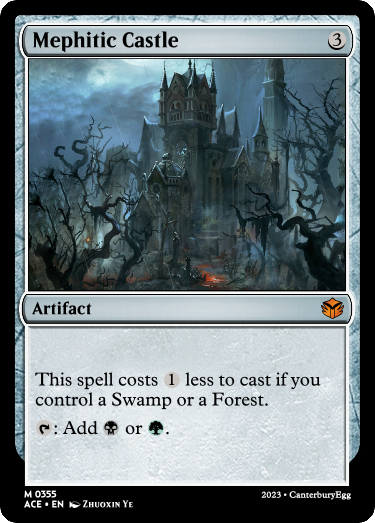 Mephitic Castle 3
Artifact
This spell costs 1 less to cast if you
control a Swamp or a Forest.
: Add or .
M 0355
ACE • EN Zhuoxin Ye
2023 • CanterburyEgg